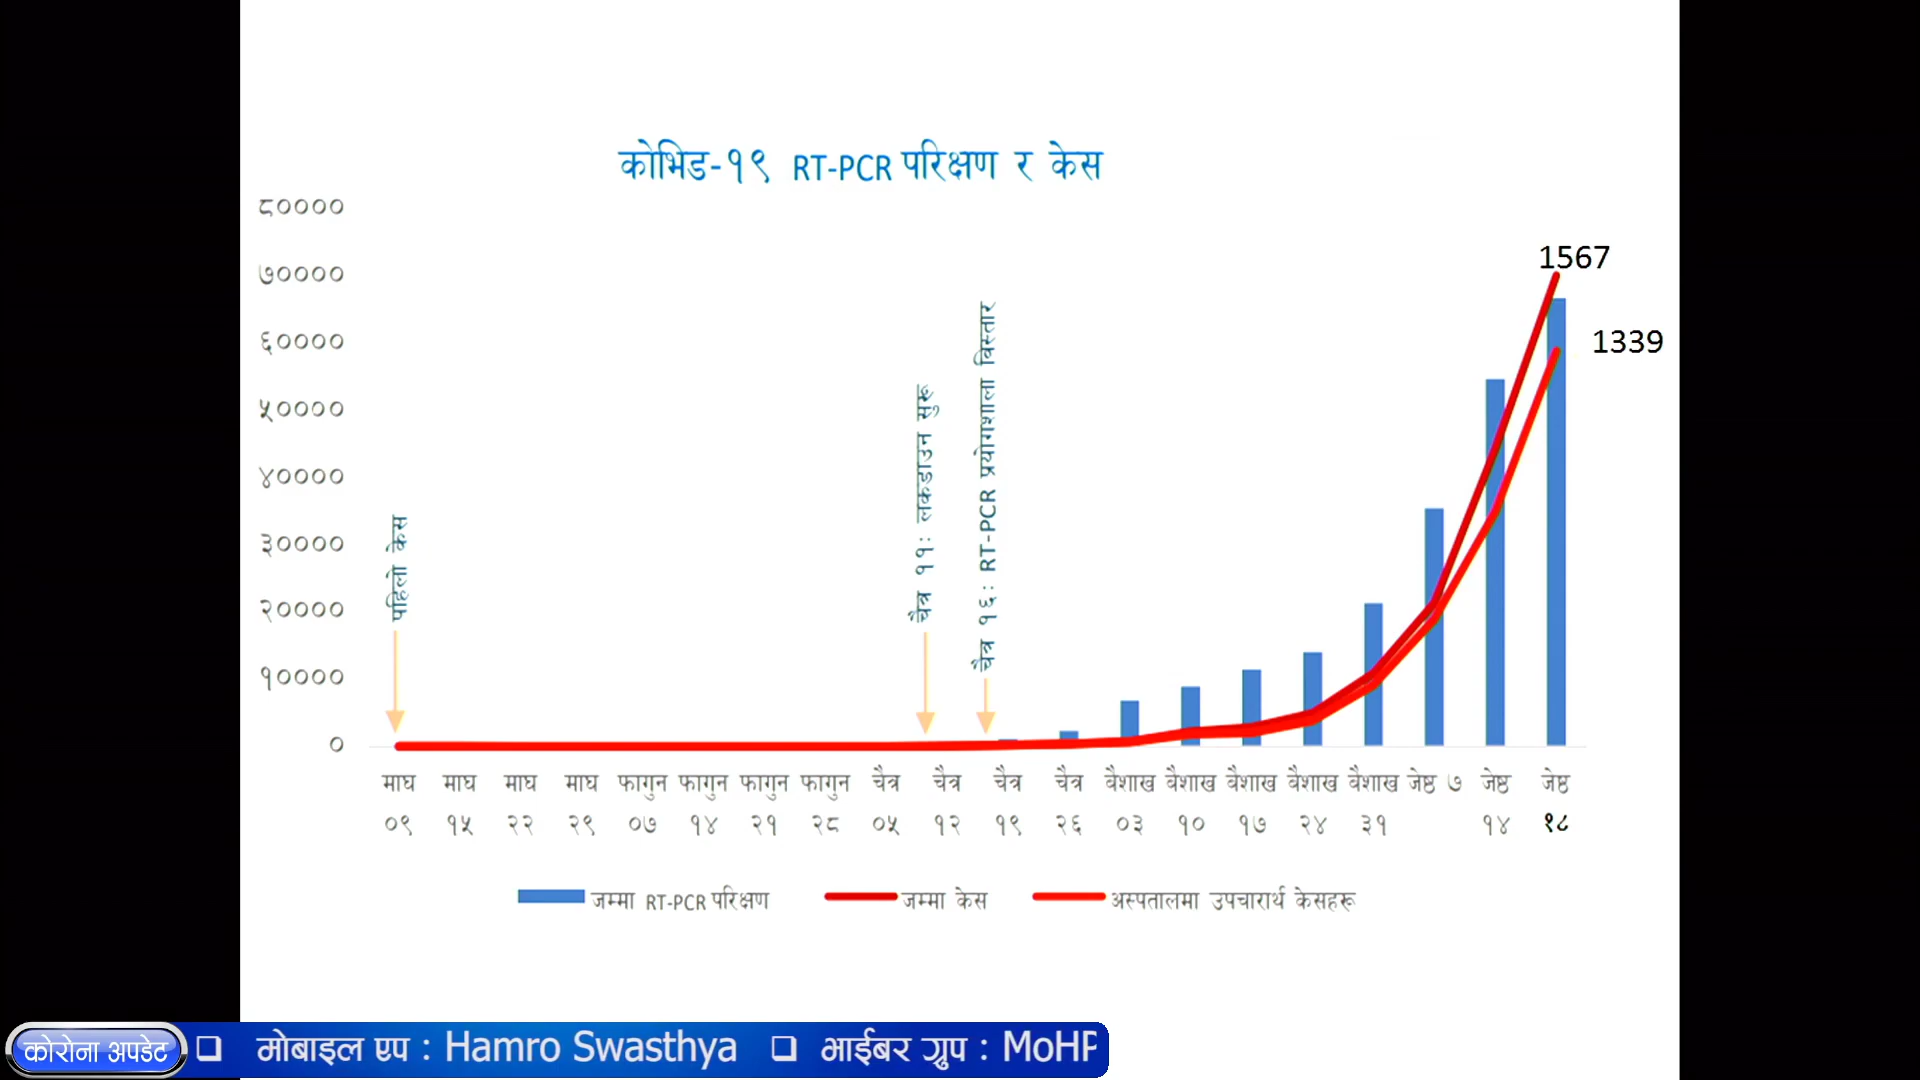 कोभिड-१९ RT-PCR परिक्षण र केस
८००००
७००००
६००००
५००००
४००००
३००००
२००००
१००००
०
1567
1339
पहिलो केस
चैत्र ११: लकडाउन सुरू
चैत्र १६: RT-PCR प्रयोगशाला विस्तार
माघ माघ माघ माघ फागुन फागुन फागुन फागुन चैत्र चैत्र चैत्र चैत्र बैशाख बैशाख बैशाख बैशाख बैशाख जेष्ठ ७ जेष्ठ जेष्ठ
०९ १५ २२ २९ ०७ १४ २१ २८ ०५ १२ १९ २६ ०३ १० १७ २४ ३१ १४ १८
जम्मा RT-PCR परिक्षण जम्मा केस अस्पतालमा उपचारार्थ केसहरू
कोरोना अपडेट ❑ मोबाइल एप : Hamro Swasthya ❑ भाईबर ग्रुप : MoHP